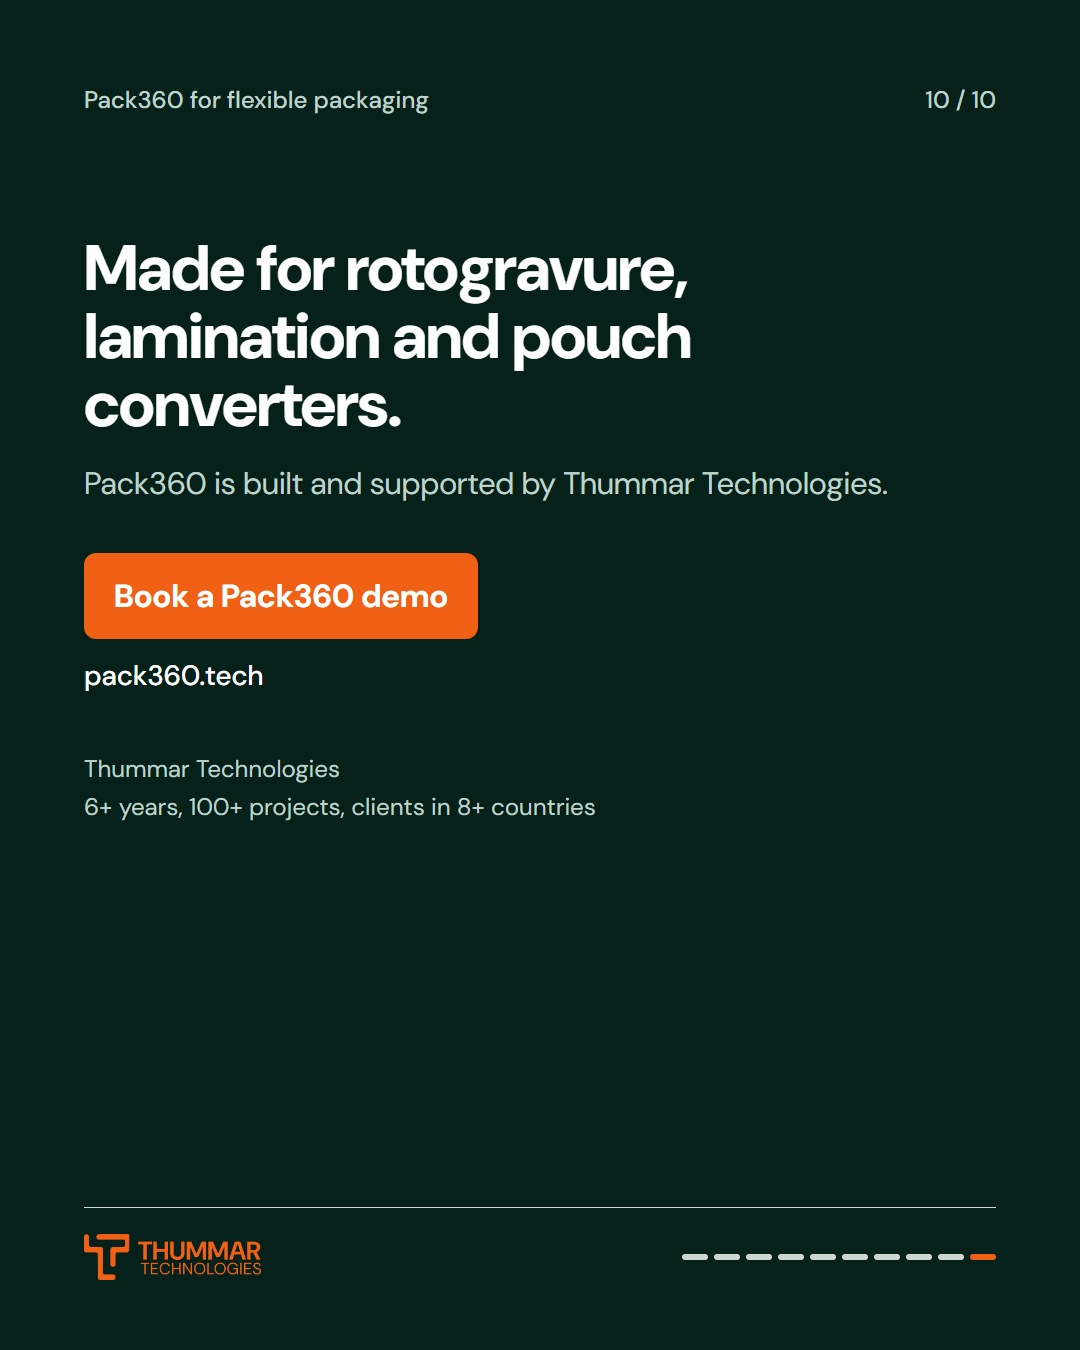 Pack360 for flexible packaging
10 / 10
Made for rotogravure,
lamination and pouch
converters.
Pack360 is built and supported by Thummar Technologies.
Book a Pack360 demo
pack360.tech
Thummar Technologies
6+ years, 100+ projects, clients in 8+ countries
THUMMAR
TECHNOLOGIES